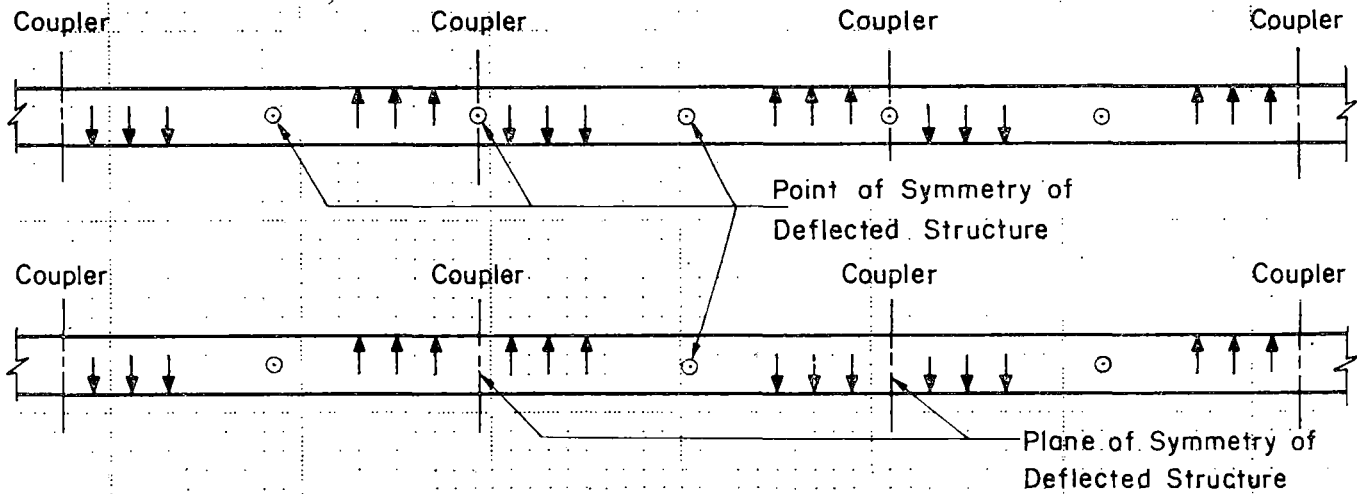 Coupler Coupler Coupler Coupler
Point of Symmetry of
Deflected Structure
Coupler Coupler Coupler Coupler
Plane of Symmetry of
Deflected Structure